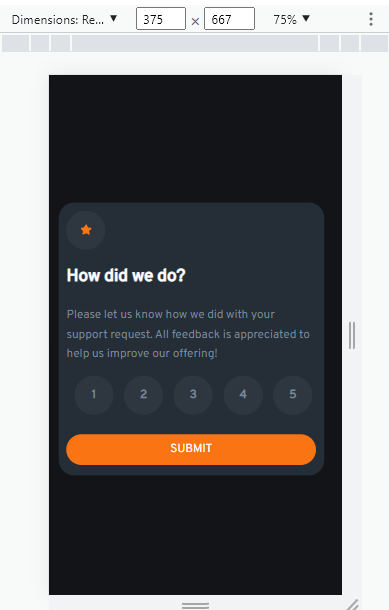 Dimensions: Re... ▼ 375 × 667 75% ▼
How did we do?
Please let us know how we did with your
support request. All feedback is appreciated to
help us improve our offering!
1 2 3 4 5
SUBMIT